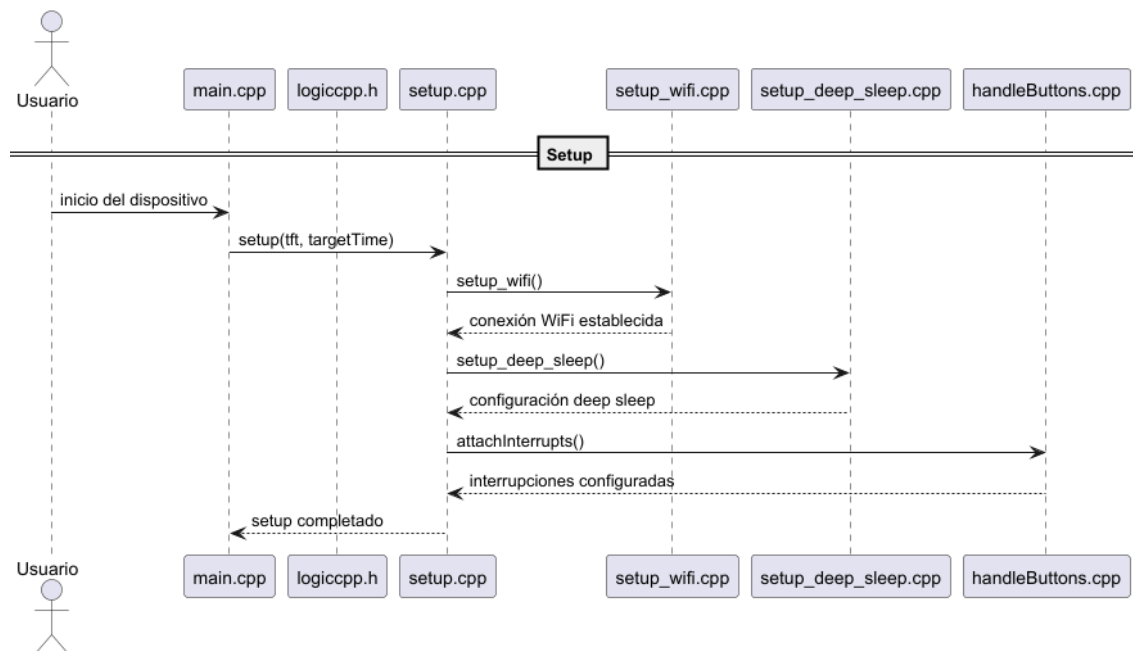 Usuario
main.cpp
logiccpp.h
setup.cpp
setup_wifi.cpp
setup_deep_sleep.cpp
handleButtons.cpp
Setup
inicio del dispositivo
setup(tft, targetTime)
setup_wifi()
conexión WiFi establecida
setup_deep_sleep()
configuración deep sleep
attachInterrupts()
interrupciones configuradas
setup completado
Usuario
main.cpp
logiccpp.h
setup.cpp
setup_wifi.cpp
setup_deep_sleep.cpp
handleButtons.cpp